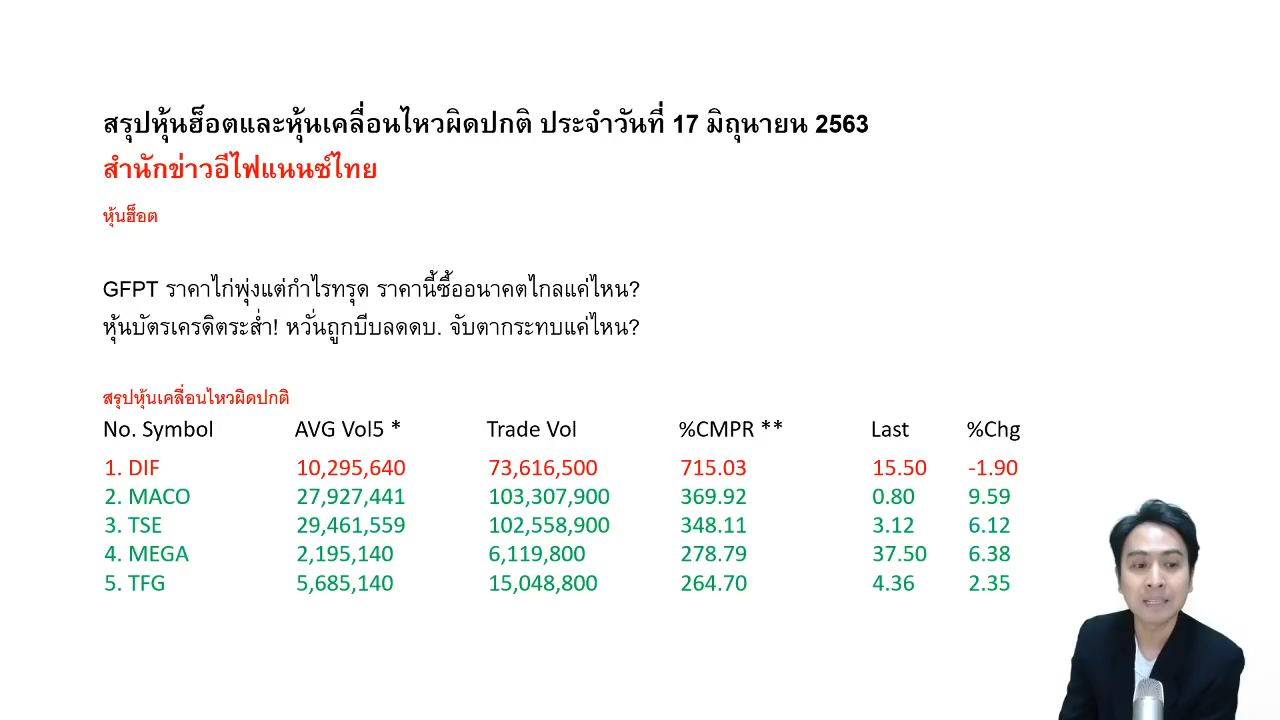 สรุปหุ้นฮ็อตและหุ้นเคลื่อนไหวผิดปกติ ประจำวันที่ 17 มิถุนายน 2563
สำนักข่าวอีไฟแนนซ์ไทย
หุ้นฮ็อต
GFPT ราคาไก่พุ่งแต่กำไรทรุด ราคานี้ซื้ออนาคตไกลแค่ไหน?
หุ้นบัตรเครดิตระส่ำ! หวั่นถูกบีบลดดบ. จับตากระทบแค่ไหน?
สรุปหุ้นเคลื่อนไหวผิดปกติ
No. Symbol AVG Vol5 * Trade Vol %CMPR ** Last %Chg
1. DIF 10,295,640 73,616,500 715.03 15.50 -1.90
2. MACO 27,927,441 103,307,900 369.92 0.80 9.59
3. TSE 29,461,559 102,558,900 348.11 3.12 6.12
4. MEGA 2,195,140 6,119,800 278.79 37.50 6.38
5. TFG 5,685,140 15,048,800 264.70 4.36 2.35